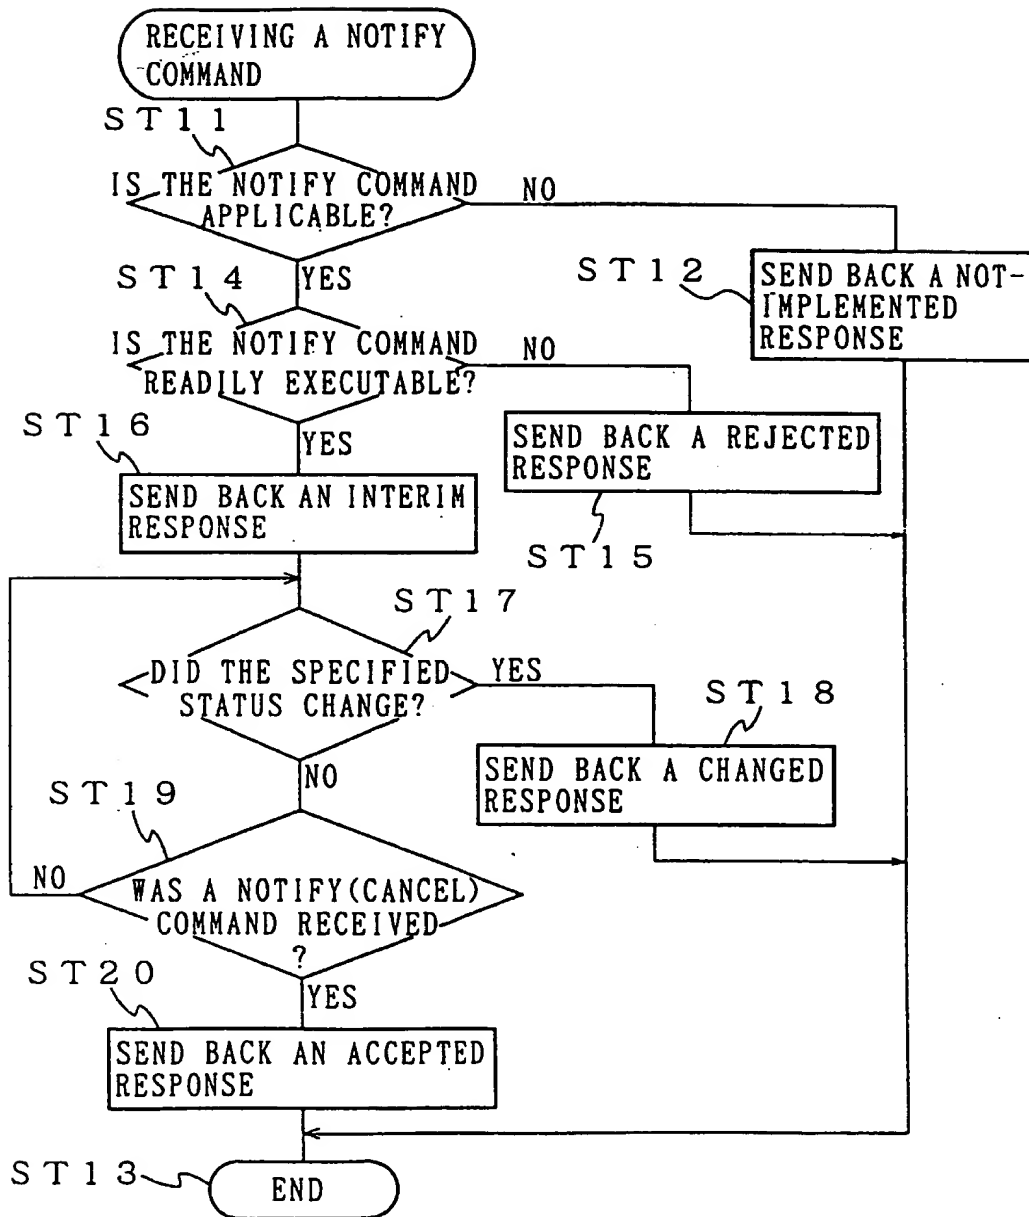 RECEIVING A NOTIFY
COMMAND
ST11
IS THE NOTIFY COMMAND
APPLICABLE?
NO
YES
ST12
SEND BACK A NOT-
IMPLEMENTED
RESPONSE
ST14
IS THE NOTIFY COMMAND
READILY EXECUTABLE?
NO
YES
SEND BACK A REJECTED
RESPONSE
ST15
ST16
SEND BACK AN INTERIM
RESPONSE
ST17
DID THE SPECIFIED
STATUS CHANGE?
YES
NO
ST18
SEND BACK A CHANGED
RESPONSE
ST19
NO
WAS A NOTIFY(CANCEL)
COMMAND RECEIVED
?
YES
ST20
SEND BACK AN ACCEPTED
RESPONSE
ST13
END